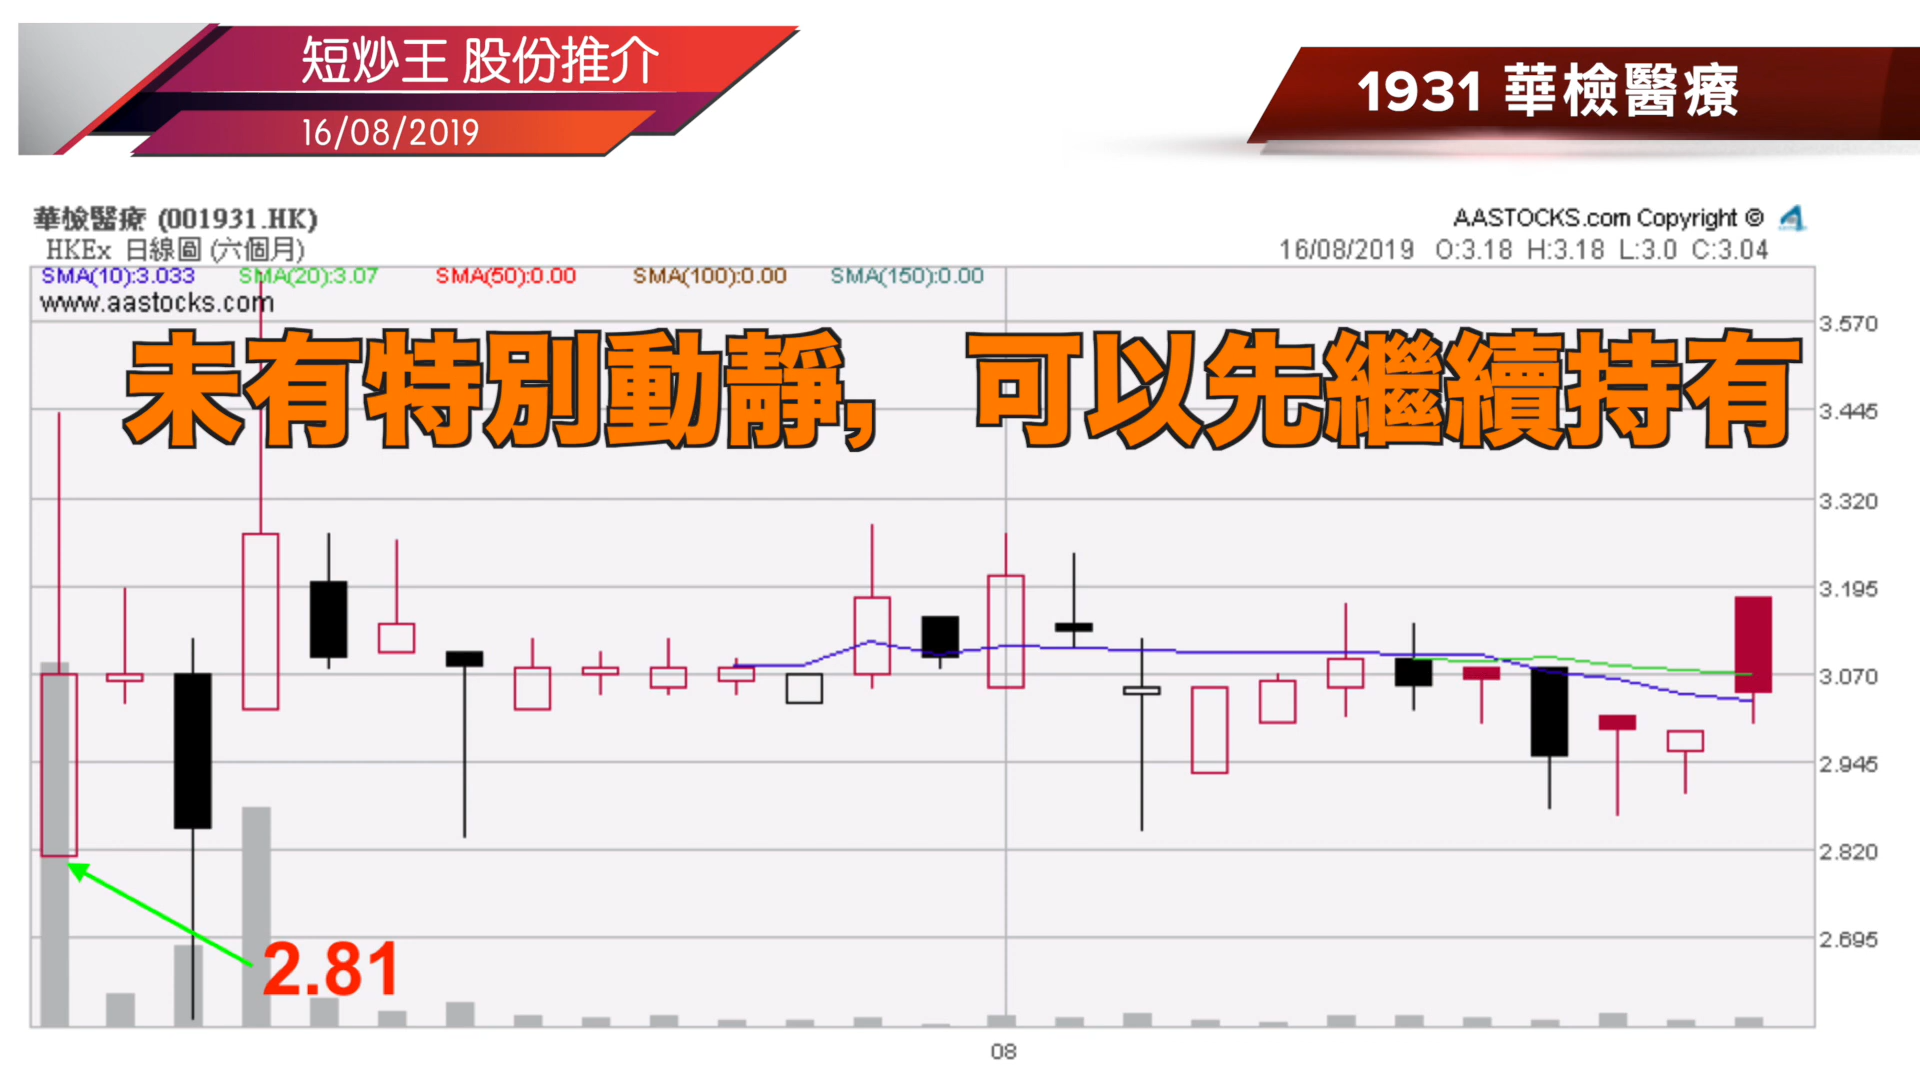 短炒王 股份推介
16/08/2019
1931 華檢醫療
華檢醫療 (001931.HK)
HKEx 日線圖 (六個月)
AASTOCKS.com Copyright ©
16/08/2019 O:3.18 H:3.18 L:3.0 C:3.04
SMA(10):3.033 SMA(20):3.07 SMA(50):0.00 SMA(100):0.00 SMA(150):0.00
www.aastocks.com
未有特別動靜, 可以先繼續持有
3.570
3.445
3.320
3.195
3.070
2.945
2.820
2.695
2.81
08